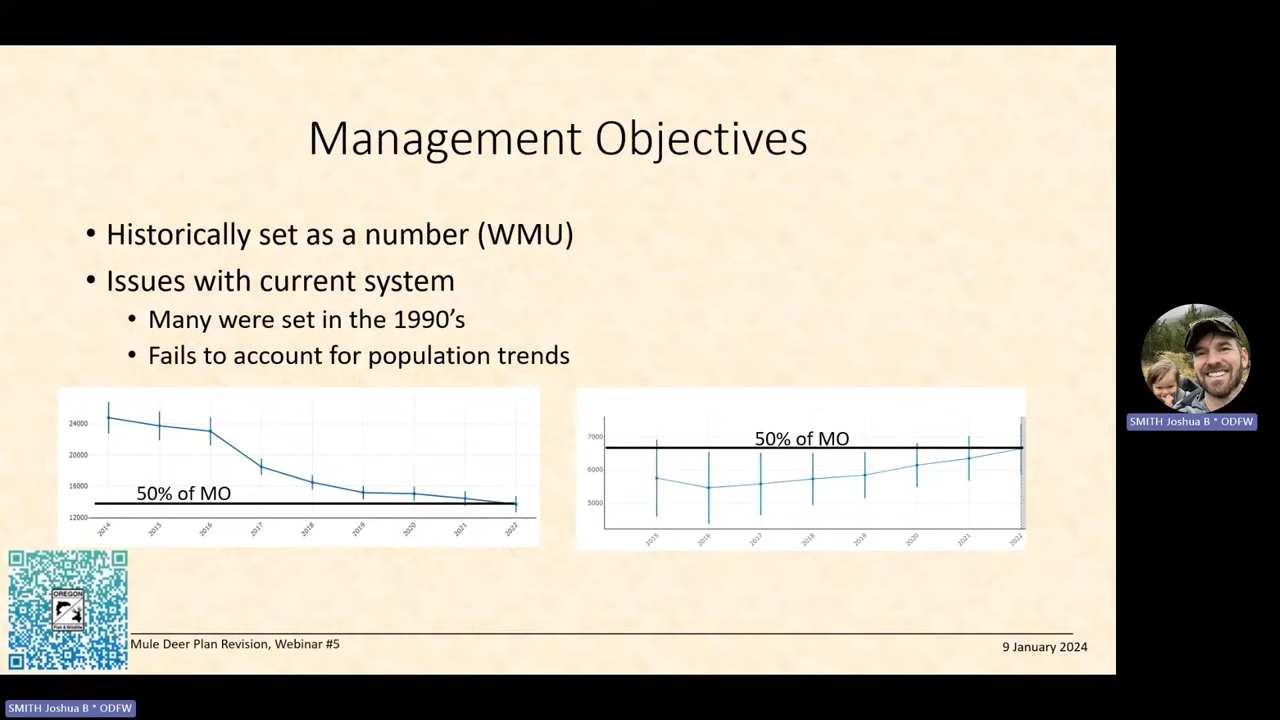 Management Objectives
• Historically set as a number (WMU)
• Issues with current system
• Many were set in the 1990’s
• Fails to account for population trends
24000
20000
16000
12000
50% of MO
2014
2015
2016
2017
2018
2019
2020
2021
2022
7000
6000
5000
50% of MO
2015
2016
2017
2018
2019
2020
2021
2022
SMITH Joshua B * ODFW
OREGON
Fish & Wildlife
Mule Deer Plan Revision, Webinar #5
9 January 2024
SMITH Joshua B * ODFW